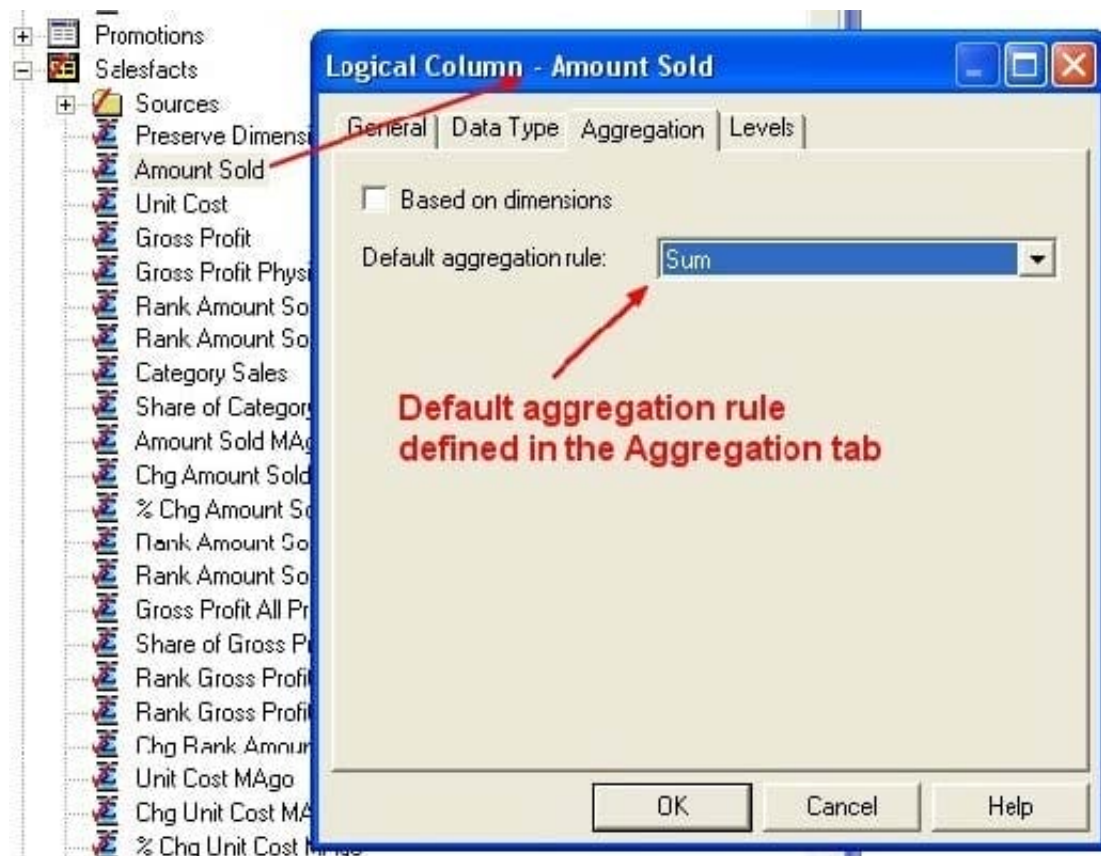 Promotions
Salesfacts
Sources
Preserve Dimensi
Amount Sold
Unit Cost
Gross Profit
Gross Profit Physi
Rank Amount So
Rank Amount So
Category Sales
Share of Categor
Amount Sold MAg
Chg Amount Sold
% Chg Amount So
Rank Amount So
Rank Amount So
Gross Profit All Pr
Share of Gross P
Rank Gross Profi
Rank Gross Profi
Chg Rank Amoun
Unit Cost MAgo
Chg Unit Cost MA
% Chg Unit Cost MAgo
Logical Column - Amount Sold
General
Data Type
Aggregation
Levels
Based on dimensions
Default aggregation rule:
Sum
Default aggregation rule
defined in the Aggregation tab
OK
Cancel
Help